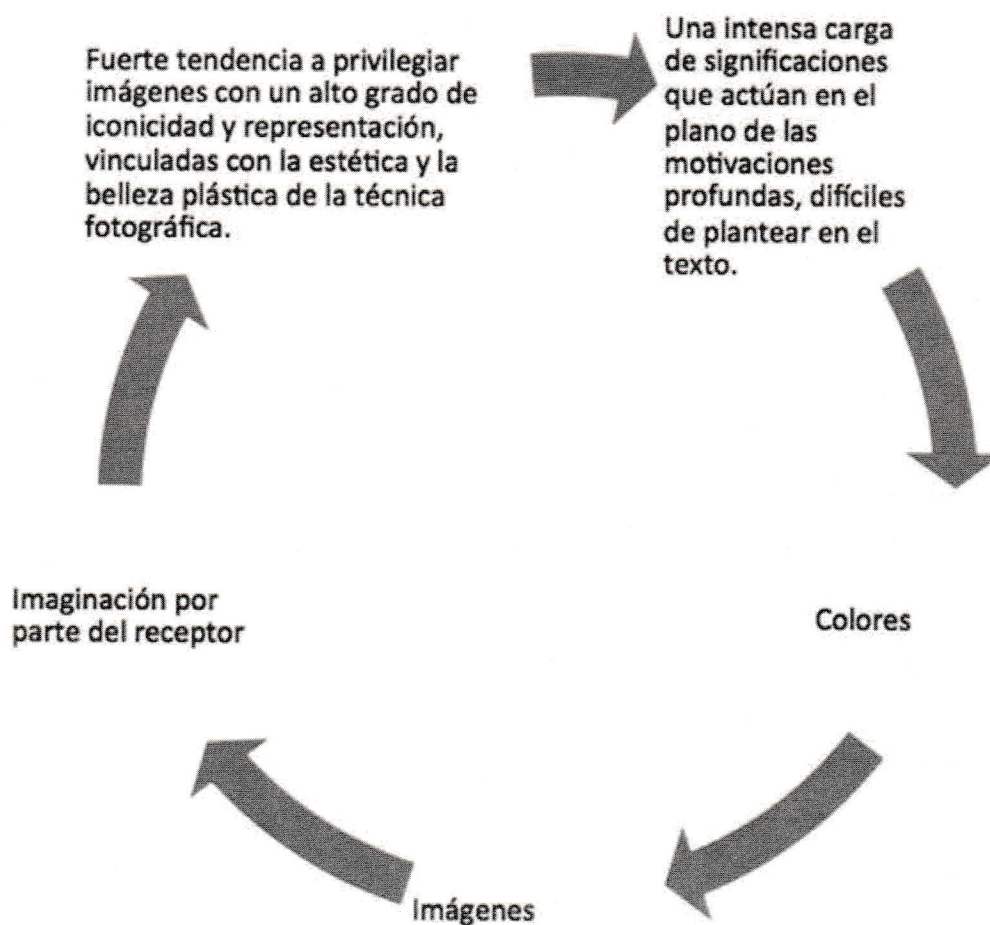 Fuerte tendencia a privilegiar
imágenes con un alto grado de
iconicidad y representación,
vinculadas con la estética y la
belleza plástica de la técnica
fotográfica.
Una intensa carga
de significaciones
que actúan en el
plano de las
motivaciones
profundas, difíciles
de plantear en el
texto.
Colores
Imágenes
Imaginación por
parte del receptor